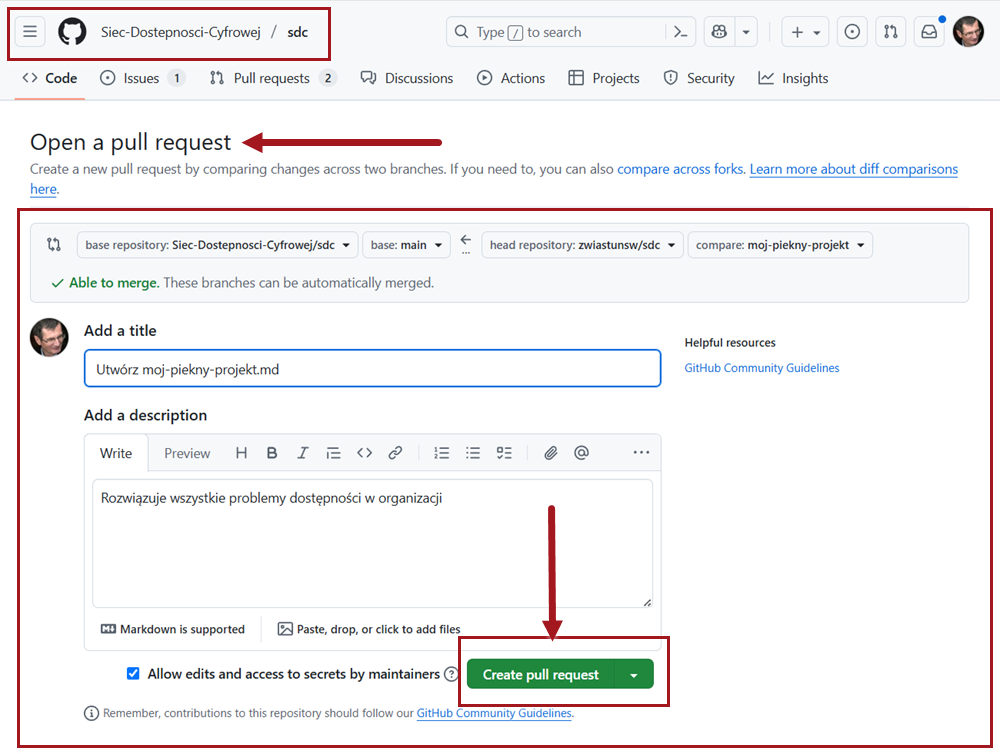 Siec-Dostepnosci-Cyfrowej / sdc
Type / to search
Code Issues 1 Pull requests 2 Discussions Actions Projects Security Insights
Open a pull request
Create a new pull request by comparing changes across two branches. If you need to, you can also compare across forks. Learn more about diff comparisons
here.
base repository: Siec-Dostepnosci-Cyfrowej/sdc base: main ... head repository: zwiastunsw/sdc compare: moj-piekny-projekt
Able to merge. These branches can be automatically merged.
Add a title
Helpful resources
Utwórz moj-piekny-projekt.md
GitHub Community Guidelines
Add a description
Write Preview H B I
Rozwiązuje wszystkie problemy dostępności w organizacji
Markdown is supported Paste, drop, or click to add files
Allow edits and access to secrets by maintainers ? Create pull request
Remember, contributions to this repository should follow our GitHub Community Guidelines.